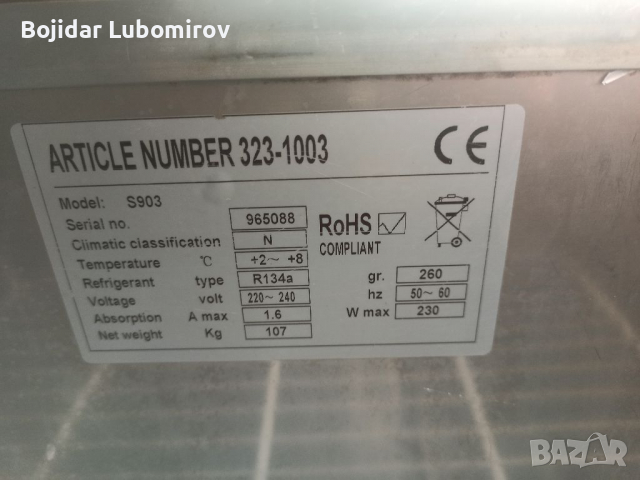 Bojidar Lubomirov
ARTICLE NUMBER 323-1003
CE
Model: S903
Serial no. 965088
RoHS
COMPLIANT
Climatic classification N
Temperature °C +2~ +8
Refrigerant type R134a gr. 260
Voltage volt 220~ 240 hz 50~ 60
Absorption A max 1.6 W max 230
Net weight Kg 107
BAZAR